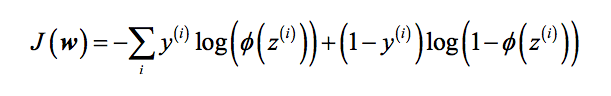 J(w)=−∑ᵢ y⁽ⁱ⁾ log(ϕ(z⁽ⁱ⁾))+(1−y⁽ⁱ⁾)log(1−ϕ(z⁽ⁱ⁾))